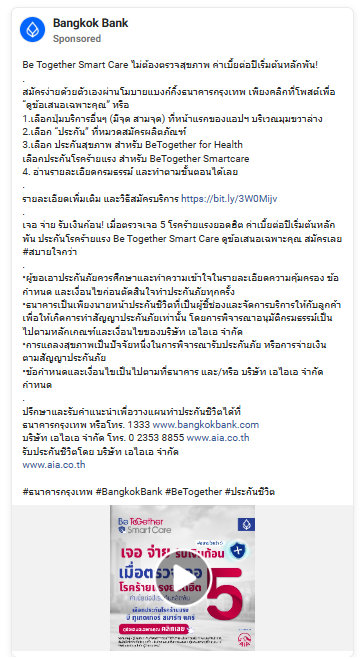 Bangkok Bank
Sponsored
Be Together Smart Care ไม่ต้องตรวจสุขภาพ ค่าเบี้ยต่อปีเริ่มต้นหลักพัน!
.
สมัครง่ายด้วยตัวเองผ่านโมบายแบงก์กิ้งธนาคารกรุงเทพ เพียงคลิกที่โพสต์เพื่อ
“ดูข้อเสนอเฉพาะคุณ” หรือ
1.เลือกปุ่มบริการอื่นๆ (มีจุด สามจุด) ที่หน้าแรกของแอปฯ บริเวณมุมขวาล่าง
2.เลือก “ประกัน” ที่หมวดสมัครผลิตภัณฑ์
3.เลือก ประกันสุขภาพ สำหรับ BeTogether for Health
เลือกประกันโรคร้ายแรง สำหรับ BeTogether Smartcare
4. อ่านรายละเอียดกรมธรรม์ และทำตามขั้นตอนได้เลย
.
รายละเอียดเพิ่มเติม และวิธีสมัครบริการ https://bit.ly/3W0Mijv
.
เจอ จ่าย รับเงินก้อน! เมื่อตรวจเจอ 5 โรคร้ายแรงยอดฮิต ค่าเบี้ยต่อปีเริ่มต้นหลัก
พัน ประกันโรคร้ายแรง Be Together Smart Care ดูข้อเสนอเฉพาะคุณ สมัครเลย
#สบายใจกว่า
.
•ผู้ขอเอาประกันภัยควรศึกษาและทำความเข้าใจในรายละเอียดความคุ้มครอง ข้อ
กำหนด และเงื่อนไขก่อนตัดสินใจทำประกันภัยทุกครั้ง
•ธนาคารเป็นเพียงนายหน้าประกันชีวิตที่เป็นผู้ชี้ช่องและจัดการบริการให้กับลูกค้า
เพื่อให้เกิดการทำสัญญาประกันภัยเท่านั้น โดยการพิจารณาอนุมัติกรมธรรม์เป็น
ไปตามหลักเกณฑ์และเงื่อนไขของบริษัท เอไอเอ จำกัด
•การแถลงสุขภาพเป็นปัจจัยหนึ่งในการพิจารณารับประกันภัย หรือการจ่ายเงิน
ตามสัญญาประกันภัย
•ข้อกำหนดและเงื่อนไขเป็นไปตามที่ธนาคาร และ/หรือ บริษัท เอไอเอ จำกัด
กำหนด
.
ปรึกษาและรับคำแนะนำเพื่อวางแผนทำประกันชีวิตได้ที่
ธนาคารกรุงเทพ หรือโทร. 1333 www.bangkokbank.com
บริษัท เอไอเอ จำกัด โทร. 0 2353 8855 www.aia.co.th
รับประกันชีวิตโดย บริษัท เอไอเอ จำกัด
www.aia.co.th
#ธนาคารกรุงเทพ #BangkokBank #BeTogether #ประกันชีวิต
Be ToGether
Smart Care
เจอ จ่าย รับเงินก้อน
เมื่อตรวจเจอ 5
โรคร้ายแรงยอดฮิต
บี ทูเกตเตอร์ สมาร์ท แคร์
คลิกเลย
AIA